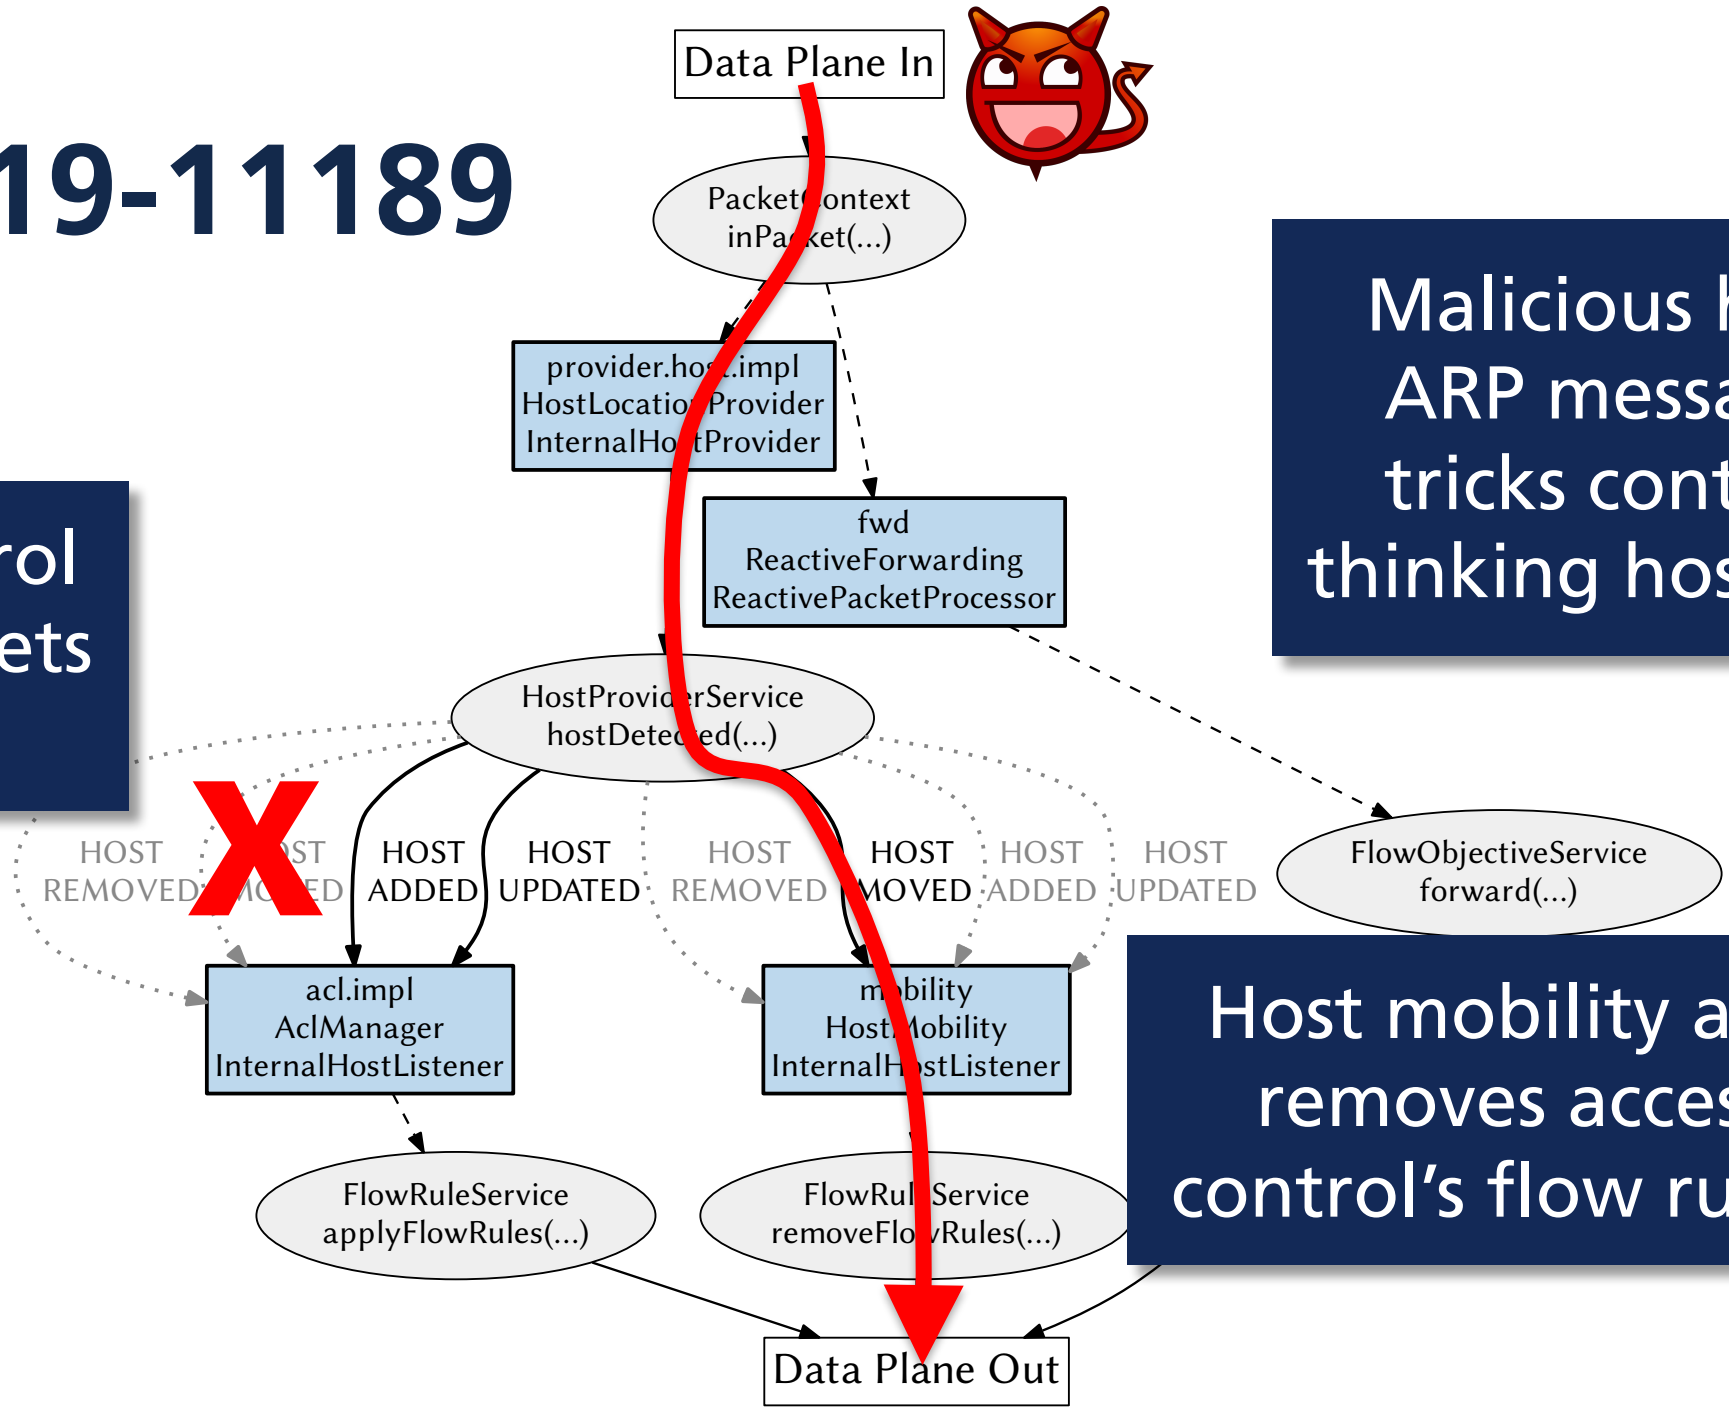 Data Plane In
19-11189
PacketContext
inPacket(...)
Malicious
ARP messa
tricks cont
thinking hos
provider.host.impl
HostLocationProvider
InternalHostProvider
fwd
ReactiveForwarding
ReactivePacketProcessor
rol
ets
HostProviderService
hostDetected(...)
HOST
REMOVED
HOST
MOVED
HOST
ADDED
HOST
UPDATED
HOST
REMOVED
HOST
MOVED
HOST
ADDED
HOST
UPDATED
FlowObjectiveService
forward(...)
acl.impl
AclManager
InternalHostListener
mobility
HostMobility
InternalHostListener
Host mobility a
removes acces
control's flow ru
FlowRuleService
applyFlowRules(...)
FlowRuleService
removeFlowRules(...)
Data Plane Out